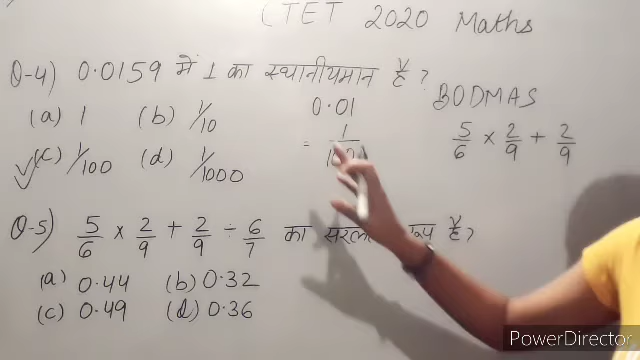 CTET 2020 Maths
Q-4) 0.0159 में 1 का स्थानीयमान है ?
(a) 1 (b) 1/10
(c) 1/100 (d) 1/1000
0.01
= 1/100
BODMAS
5/6 × 2/9 + 2/9
Q-5) 5/6 × 2/9 + 2/9 ÷ 6/7 का है ?
(a) 0.44 (b) 0.32
(c) 0.49 (d) 0.36
PowerDirector